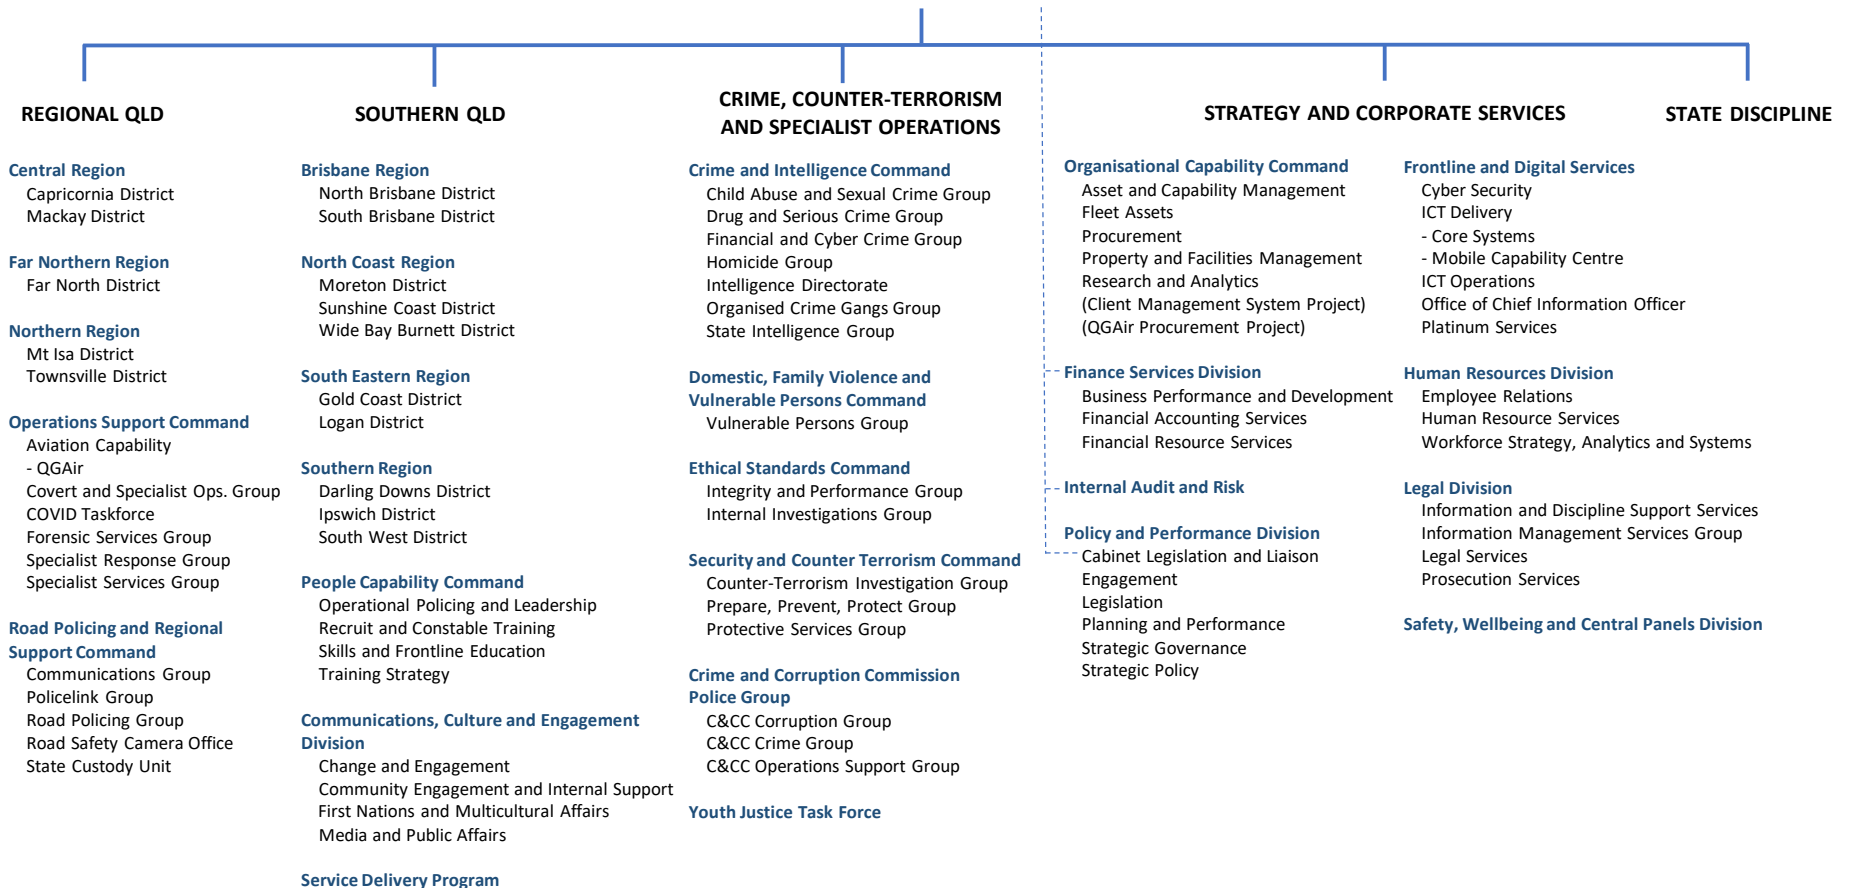 REGIONAL QLD
Central Region
Capricornia District
Mackay District
Far Northern Region
Far North District
Northern Region
Mt Isa District
Townsville District
Operations Support Command
Aviation Capability
- QGAir
Covert and Specialist Ops. Group
COVID Taskforce
Forensic Services Group
Specialist Response Group
Specialist Services Group
Road Policing and Regional
Support Command
Communications Group
Policelink Group
Road Policing Group
Road Safety Camera Office
State Custody Unit
SOUTHERN QLD
Brisbane Region
North Brisbane District
South Brisbane District
North Coast Region
Moreton District
Sunshine Coast District
Wide Bay Burnett District
South Eastern Region
Gold Coast District
Logan District
Southern Region
Darling Downs District
Ipswich District
South West District
People Capability Command
Operational Policing and Leadership
Recruit and Constable Training
Skills and Frontline Education
Training Strategy
Communications, Culture and Engagement
Division
Change and Engagement
Community Engagement and Internal Support
First Nations and Multicultural Affairs
Media and Public Affairs
Service Delivery Program
CRIME, COUNTER-TERRORISM
AND SPECIALIST OPERATIONS
Crime and Intelligence Command
Child Abuse and Sexual Crime Group
Drug and Serious Crime Group
Financial and Cyber Crime Group
Homicide Group
Intelligence Directorate
Organised Crime Gangs Group
State Intelligence Group
Domestic, Family Violence and
Vulnerable Persons Command
Vulnerable Persons Group
Ethical Standards Command
Integrity and Performance Group
Internal Investigations Group
Security and Counter Terrorism Command
Counter-Terrorism Investigation Group
Prepare, Prevent, Protect Group
Protective Services Group
Crime and Corruption Commission
Police Group
C&CC Corruption Group
C&CC Crime Group
C&CC Operations Support Group
Youth Justice Task Force
STRATEGY AND CORPORATE SERVICES
Organisational Capability Command
Asset and Capability Management
Fleet Assets
Procurement
Property and Facilities Management
Research and Analytics
(Client Management System Project)
(QGAir Procurement Project)
Finance Services Division
Business Performance and Development
Financial Accounting Services
Financial Resource Services
Internal Audit and Risk
Policy and Performance Division
Cabinet Legislation and Liaison
Engagement
Legislation
Planning and Performance
Strategic Governance
Strategic Policy
Frontline and Digital Services
Cyber Security
ICT Delivery
- Core Systems
- Mobile Capability Centre
ICT Operations
Office of Chief Information Officer
Platinum Services
Human Resources Division
Employee Relations
Human Resource Services
Workforce Strategy, Analytics and Systems
Legal Division
Information and Discipline Support Services
Information Management Services Group
Legal Services
Prosecution Services
Safety, Wellbeing and Central Panels Division
STATE DISCIPLINE